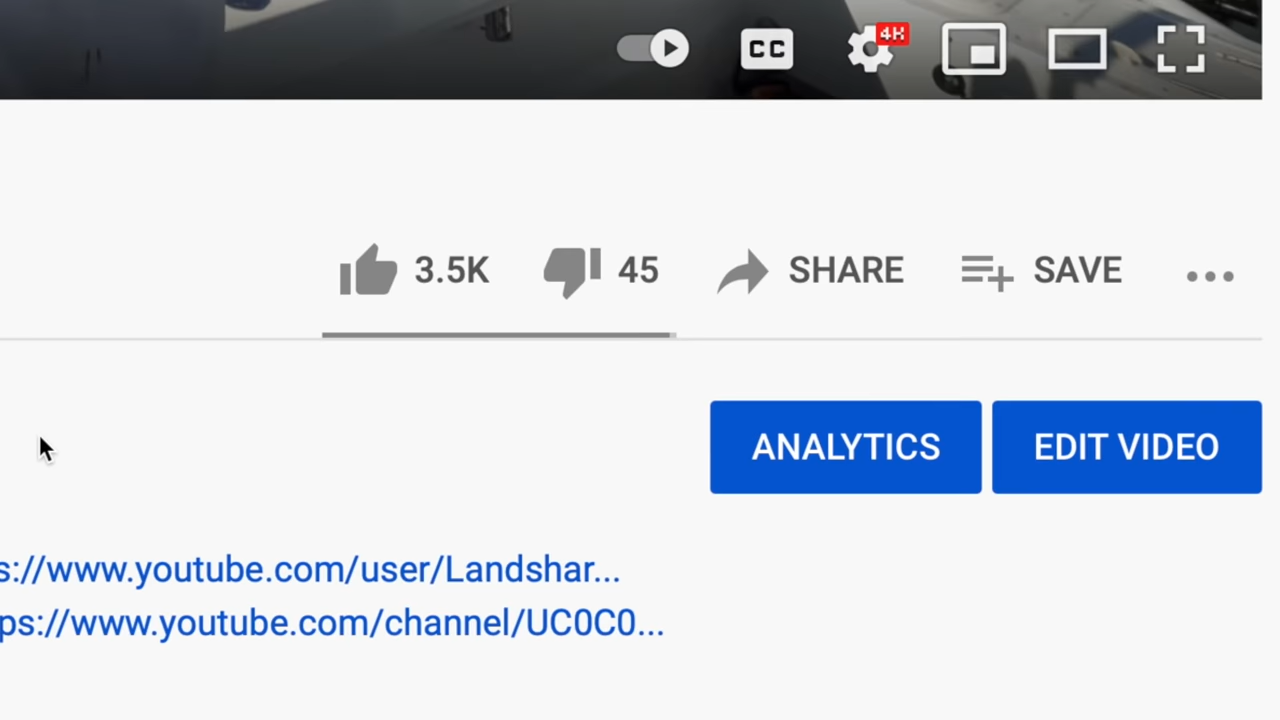 CC 4K
3.5K 45 SHARE SAVE
ANALYTICS EDIT VIDEO
s://www.youtube.com/user/Landshar...
ps://www.youtube.com/channel/UC0C0...